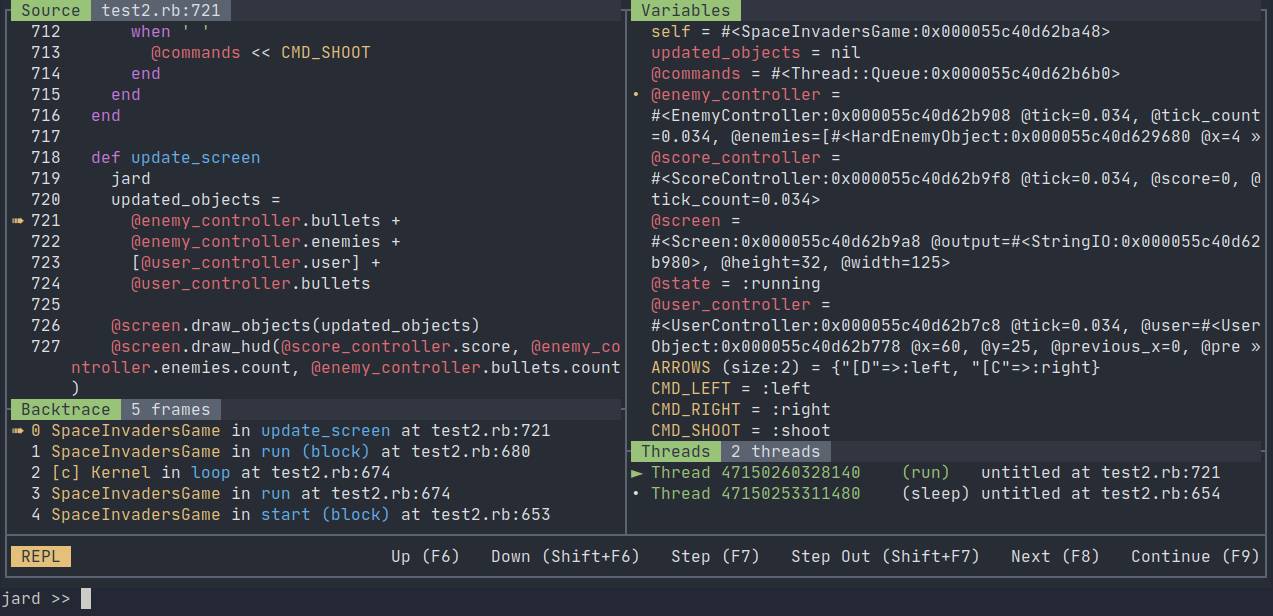 Source test2.rb:721
712 when ' '
713 @commands << CMD_SHOOT
714 end
715 end
716 end
717
718 def update_screen
719 jard
720 updated_objects =
➠ 721 @enemy_controller.bullets +
722 @enemy_controller.enemies +
723 [@user_controller.user] +
724 @user_controller.bullets
725
726 @screen.draw_objects(updated_objects)
727 @screen.draw_hud(@score_controller.score, @enemy_co
ntroller.enemies.count, @enemy_controller.bullets.count
)
Backtrace 5 frames
➠ 0 SpaceInvadersGame in update_screen at test2.rb:721
1 SpaceInvadersGame in run (block) at test2.rb:680
2 [c] Kernel in loop at test2.rb:674
3 SpaceInvadersGame in run at test2.rb:674
4 SpaceInvadersGame in start (block) at test2.rb:653
Variables
self = #<SpaceInvadersGame:0x000055c40d62ba48>
updated_objects = nil
@commands = #<Thread::Queue:0x000055c40d62b6b0>
• @enemy_controller =
#<EnemyController:0x000055c40d62b908 @tick=0.034, @tick_count
=0.034, @enemies=[#<HardEnemyObject:0x000055c40d629680 @x=4 »
@score_controller =
#<ScoreController:0x000055c40d62b9f8 @tick=0.034, @score=0, @
tick_count=0.034>
@screen =
#<Screen:0x000055c40d62b9a8 @output=#<StringIO:0x000055c40d62
b980>, @height=32, @width=125>
@state = :running
@user_controller =
#<UserController:0x000055c40d62b7c8 @tick=0.034, @user=#<User
Object:0x000055c40d62b778 @x=60, @y=25, @previous_x=0, @pre »
ARROWS (size:2) = {"[D"=>:left, "[C"=>:right}
CMD_LEFT = :left
CMD_RIGHT = :right
CMD_SHOOT = :shoot
Threads 2 threads
► Thread 47150260328140 (run) untitled at test2.rb:721
• Thread 47150253311480 (sleep) untitled at test2.rb:654
REPL Up (F6) Down (Shift+F6) Step (F7) Step Out (Shift+F7) Next (F8) Continue (F9)
jard >>